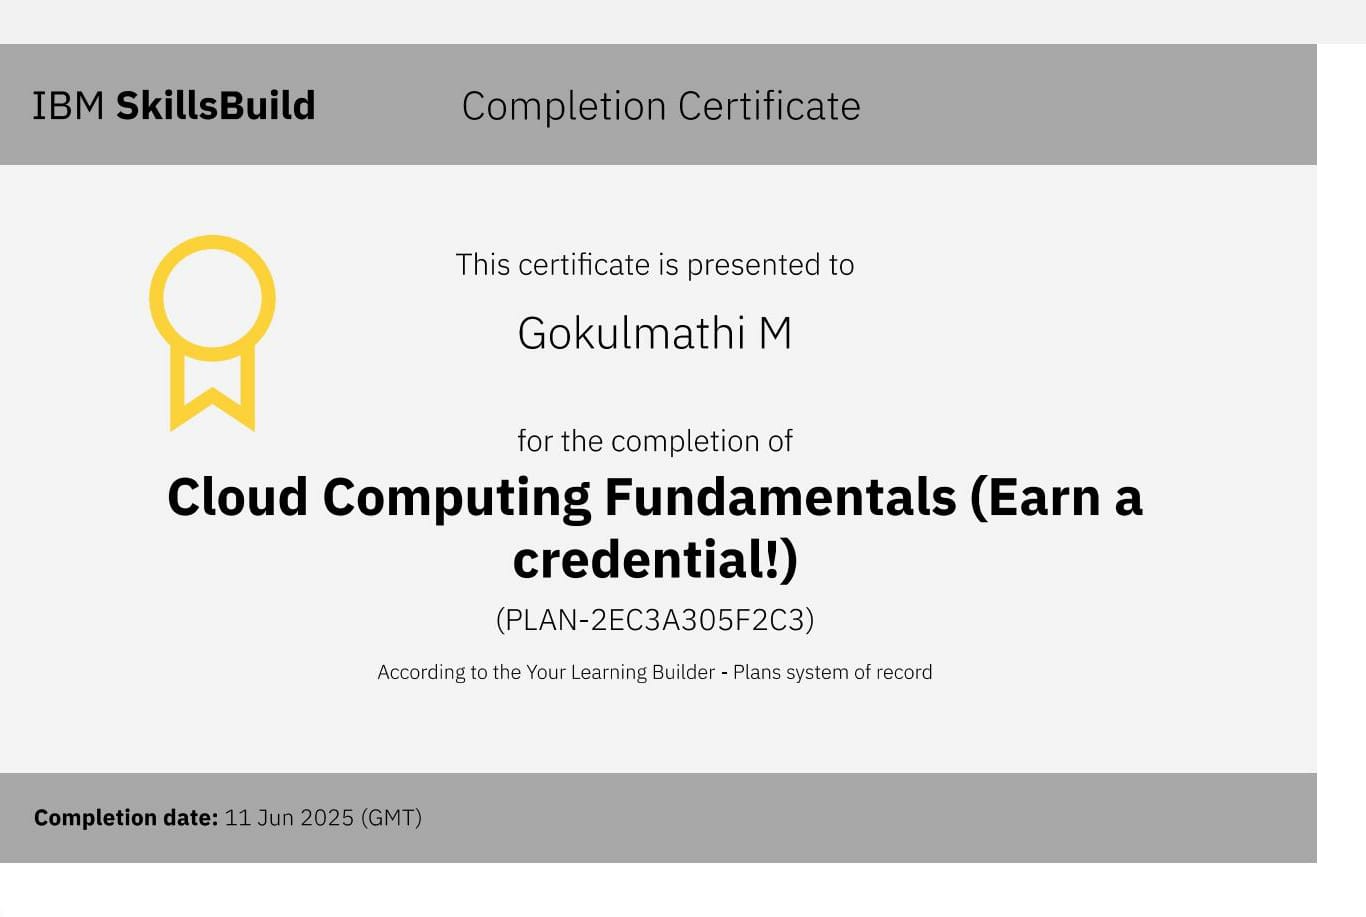 IBM SkillsBuild
Completion Certificate
This certificate is presented to
Gokulmathi M
for the completion of
Cloud Computing Fundamentals (Earn a
credential!)
(PLAN-2EC3A305F2C3)
According to the Your Learning Builder - Plans system of record
Completion date: 11 Jun 2025 (GMT)